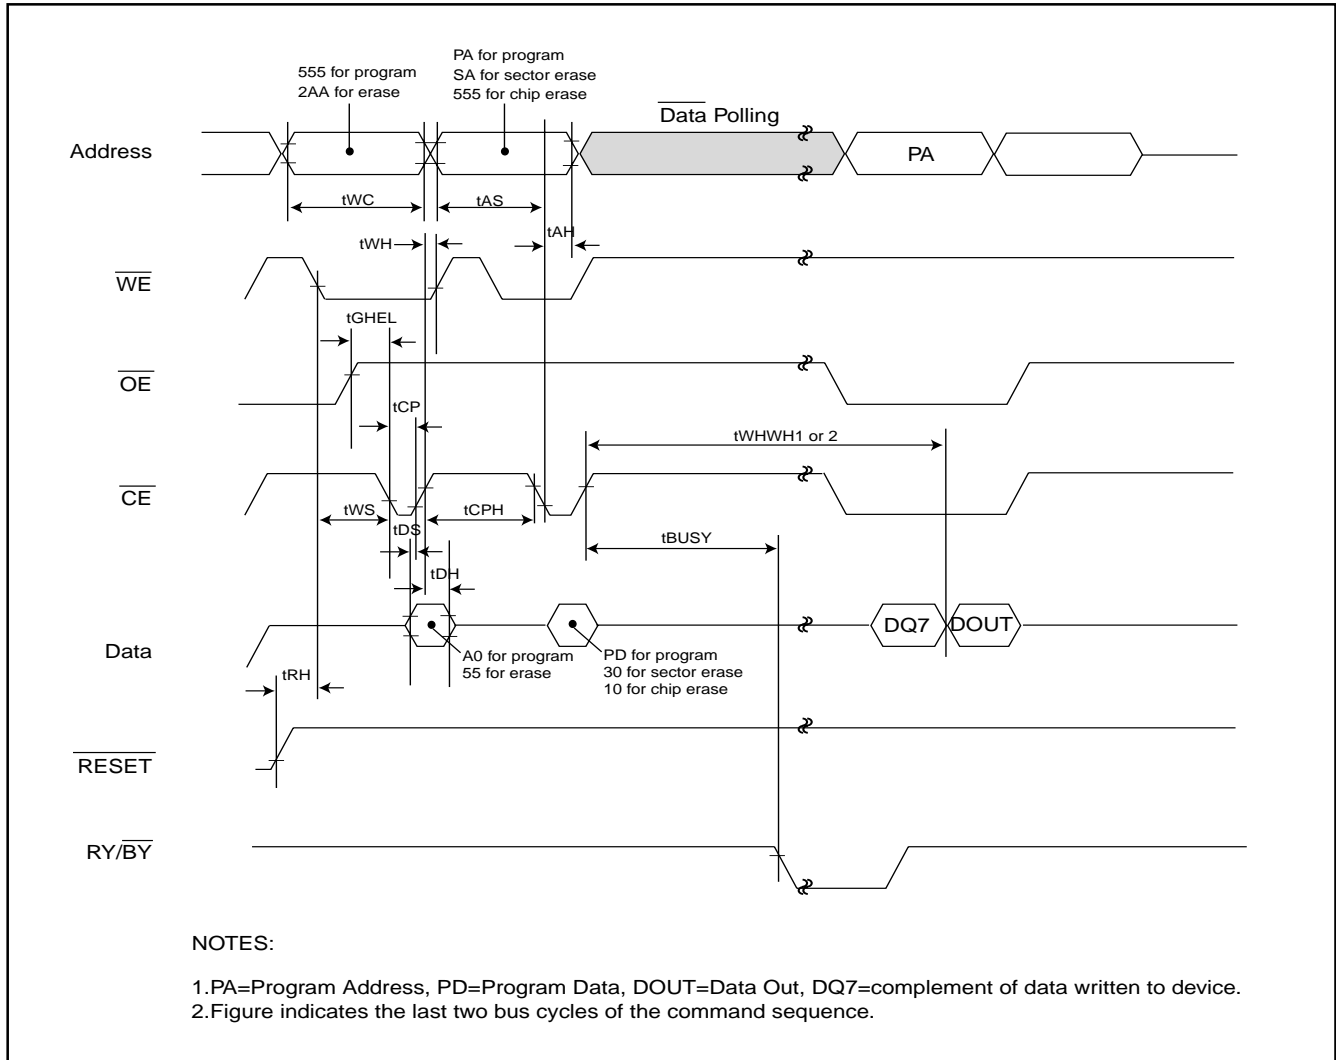 555 for program
2AA for erase
PA for program
SA for sector erase
555 for chip erase
Data Polling
Address
PA
tWC
tAS
tWH
tAH
WE
tGHEL
OE
tCP
tWHWH1 or 2
CE
tWS
tCPH
tDS
tBUSY
tDH
Data
DQ7
DOUT
A0 for program
55 for erase
PD for program
30 for sector erase
10 for chip erase
tRH
RESET
RY/BY
NOTES:
1.PA=Program Address, PD=Program Data, DOUT=Data Out, DQ7=complement of data written to device.
2.Figure indicates the last two bus cycles of the command sequence.